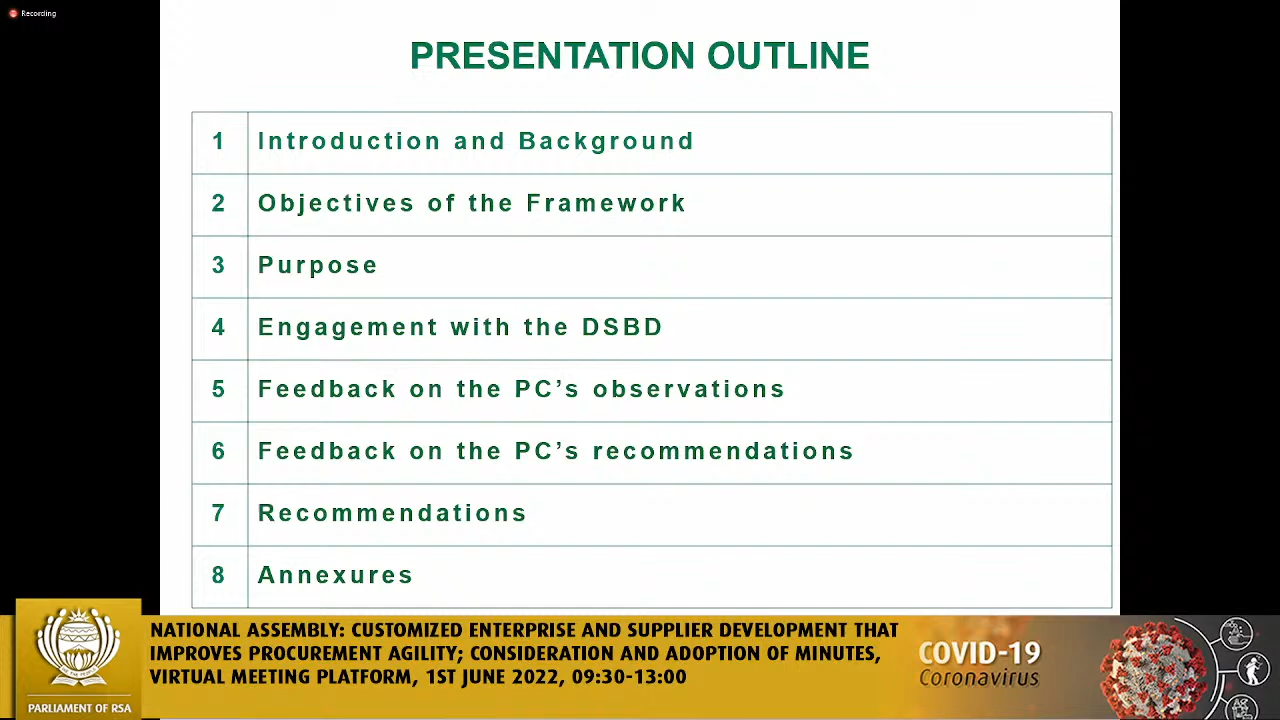 Recording
PRESENTATION OUTLINE
1 Introduction and Background
2 Objectives of the Framework
3 Purpose
4 Engagement with the DSBD
5 Feedback on the PC’s observations
6 Feedback on the PC’s recommendations
7 Recommendations
8 Annexures
NATIONAL ASSEMBLY: CUSTOMIZED ENTERPRISE AND SUPPLIER DEVELOPMENT THAT
IMPROVES PROCUREMENT AGILITY; CONSIDERATION AND ADOPTION OF MINUTES,
VIRTUAL MEETING PLATFORM, 1ST JUNE 2022, 09:30-13:00
PARLIAMENT OF RSA
COVID-19
Coronavirus